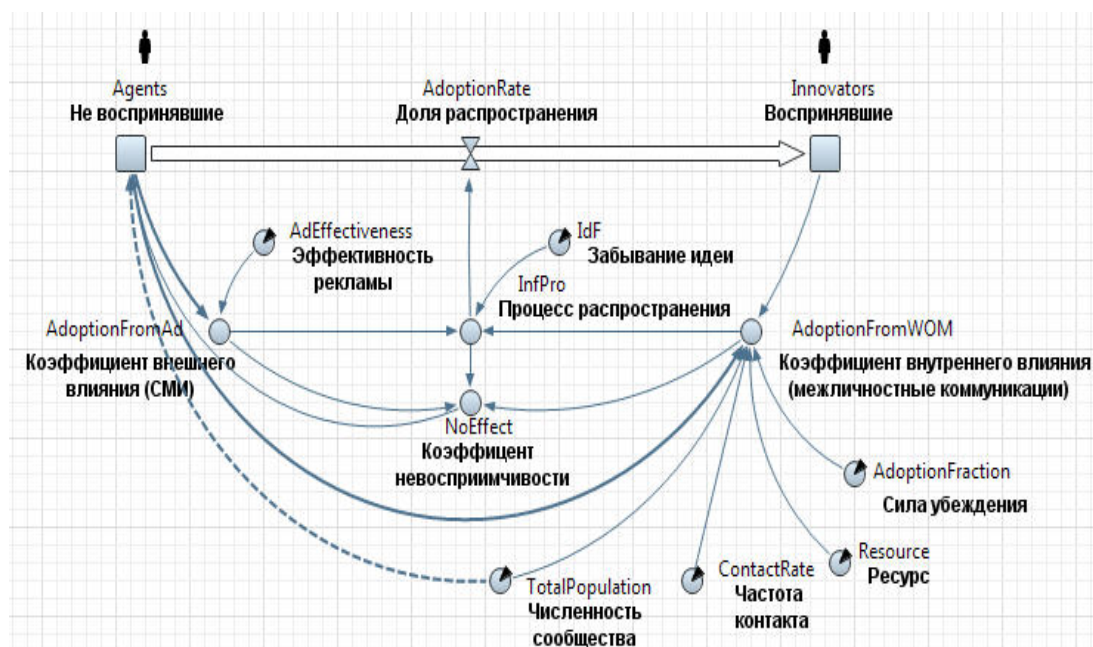 Agents
Не воспринявшие
AdoptionRate
Доля распространения
Innovators
Воспринявшие
AdEffectiveness
Эффективность
рекламы
IdF
Забывание идеи
InfPro
Процесс распространения
AdoptionFromAd
Коэффициент внешнего
влияния (СМИ)
AdoptionFromWOM
Коэффициент внутреннего влияния
(межличностные коммуникации)
NoEffect
Коэффицент
невосприимчивости
AdoptionFraction
Сила убеждения
Resource
Ресурс
ContactRate
Частота
контакта
TotalPopulation
Численность
сообщества